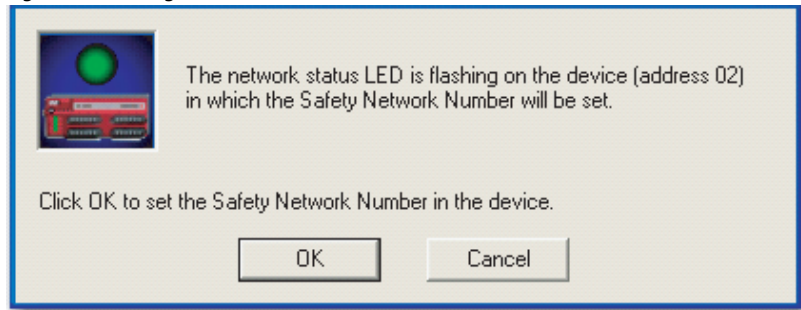 The network status LED is flashing on the device (address 02)
in which the Safety Network Number will be set.
Click OK to set the Safety Network Number in the device.
OK
Cancel